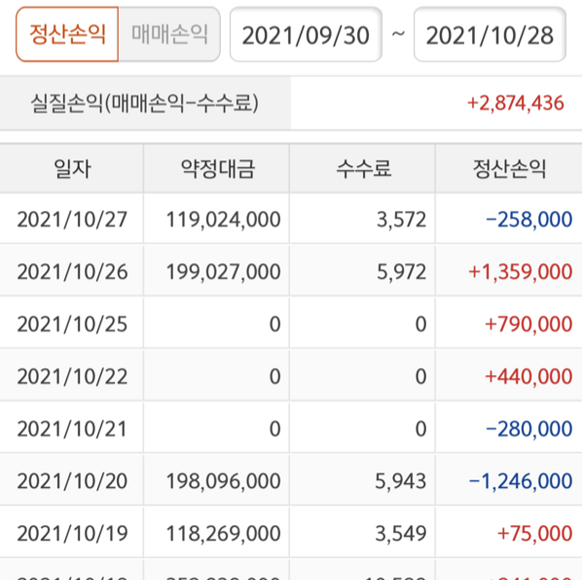 정산손익 매매손익 2021/09/30 ~ 2021/10/28
실질손익(매매손익-수수료) +2,874,436
일자 약정대금 수수료 정산손익
2021/10/27 119,024,000 3,572 -258,000
2021/10/26 199,027,000 5,972 +1,359,000
2021/10/25 0 0 +790,000
2021/10/22 0 0 +440,000
2021/10/21 0 0 -280,000
2021/10/20 198,096,000 5,943 -1,246,000
2021/10/19 118,269,000 3,549 +75,000